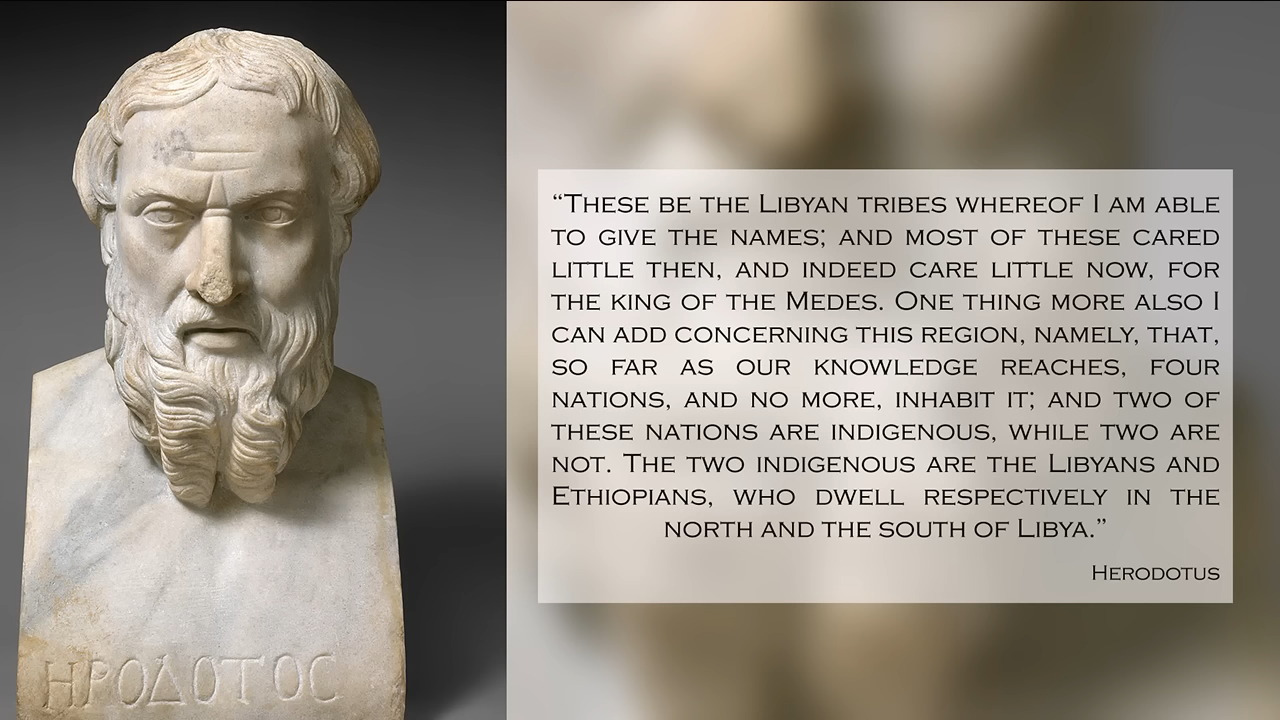 “These be the Libyan tribes whereof I am able
to give the names; and most of these cared
little then, and indeed care little now, for
the king of the Medes. One thing more also I
can add concerning this region, namely, that,
so far as our knowledge reaches, four
nations, and no more, inhabit it; and two of
these nations are indigenous, while two are
not. The two indigenous are the Libyans and
Ethiopians, who dwell respectively in the
north and the south of Libya.”
Herodotus
ΗΡΟΔΟΤΟC